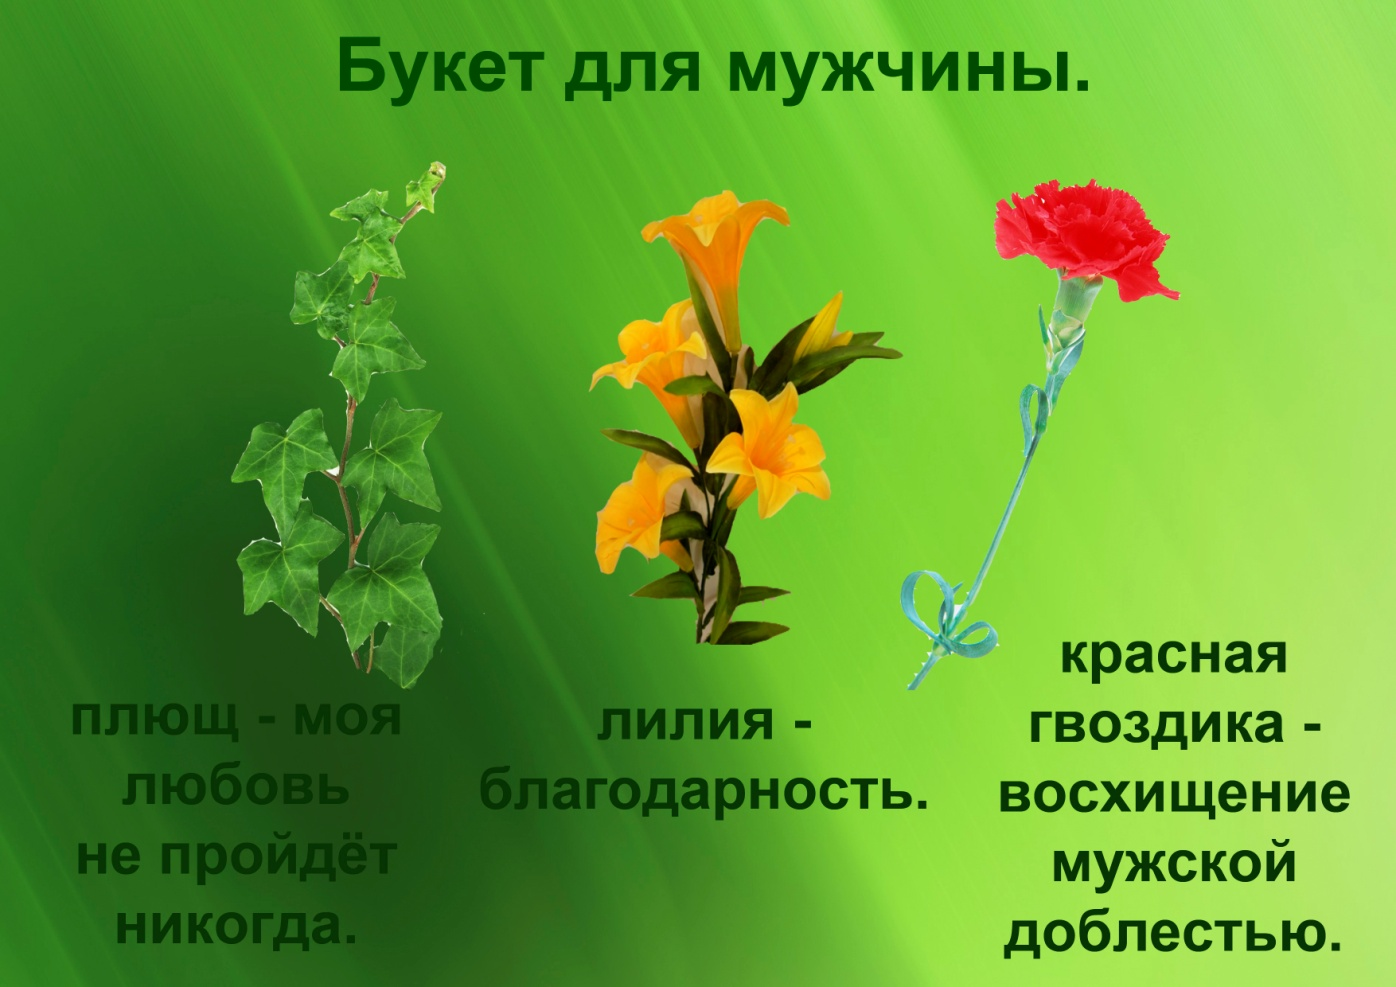 Букет для мужчины.
плющ - моя
любовь
не пройдёт
никогда.
лилия -
благодарность.
красная
гвоздика -
восхищение
мужской
доблестью.